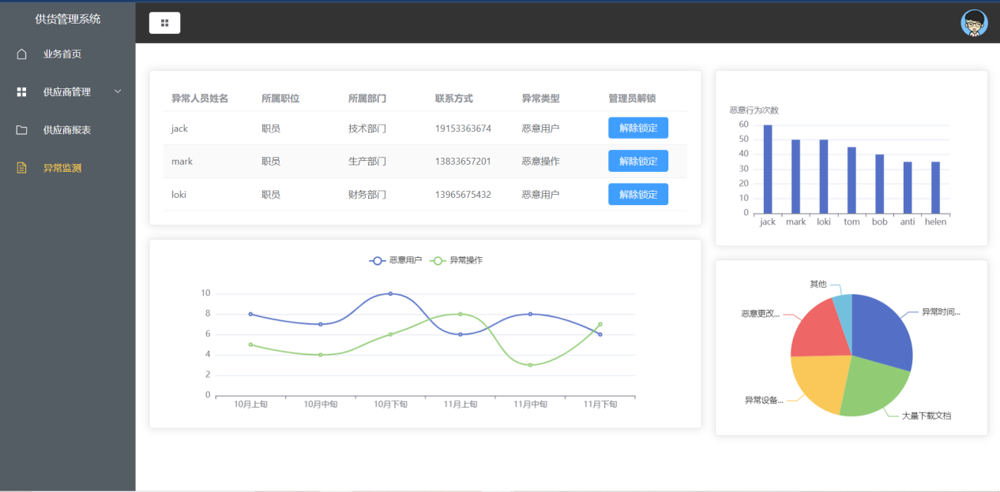 供货管理系统
业务首页
供应商管理
供应商报表
异常监测
异常人员姓名 所属职位 所属部门 联系方式 异常类型 管理员解锁
jack 职员 技术部门 19153363674 恶意用户 解除锁定
mark 职员 生产部门 13833657201 恶意操作 解除锁定
loki 职员 财务部门 13965675432 恶意用户 解除锁定
恶意行为次数
60
50
40
30
20
10
0
jack mark loki tom bob anti helen
恶意用户 异常操作
10
8
6
4
2
0
10月上旬 10月中旬 10月下旬 11月上旬 11月中旬 11月下旬
其他
恶意更改...
异常时间...
异常设备...
大量下载文档